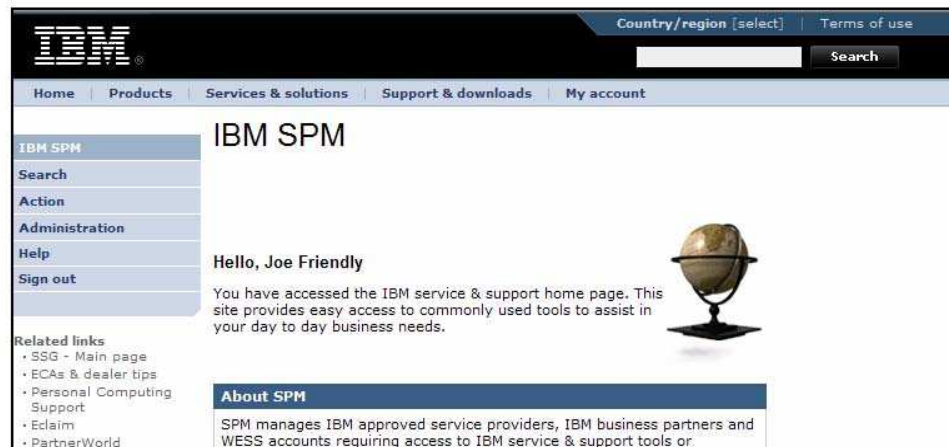 Country/region [select] | Terms of use
IBM®
Search
Home | Products | Services & solutions | Support & downloads | My account
IBM SPM
Search
Action
Administration
Help
Sign out
Related links
• SSG - Main page
• ECAs & dealer tips
• Personal Computing
Support
• Eclaim
• PartnerWorld
IBM SPM
Hello, Joe Friendly
You have accessed the IBM service & support home page. This
site provides easy access to commonly used tools to assist in
your day to day business needs.
About SPM
SPM manages IBM approved service providers, IBM business partners and
WESS accounts requiring access to IBM service & support tools or